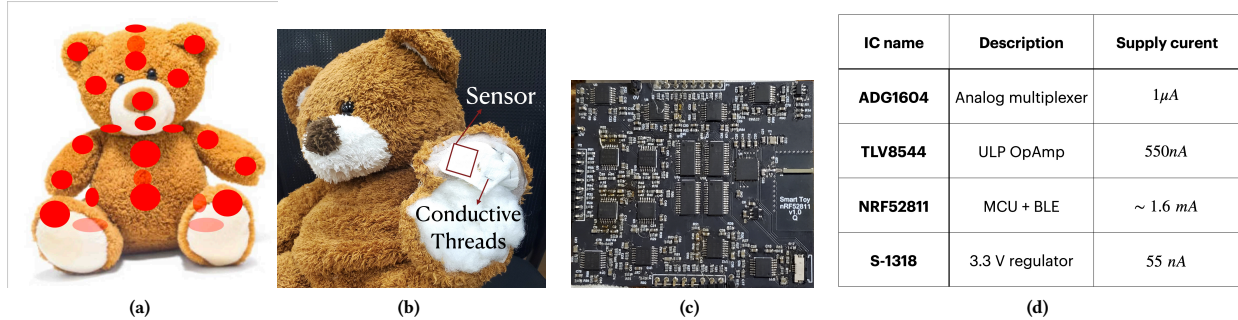 Sensor
Conductive
Threads
Smart Toy
nRF52811
v1.0
Q
IC name Description Supply curent
ADG1604 Analog multiplexer 1μA
TLV8544 ULP OpAmp 550nA
NRF52811 MCU + BLE ~ 1.6 mA
S-1318 3.3 V regulator 55 nA
(a) (b) (c) (d)